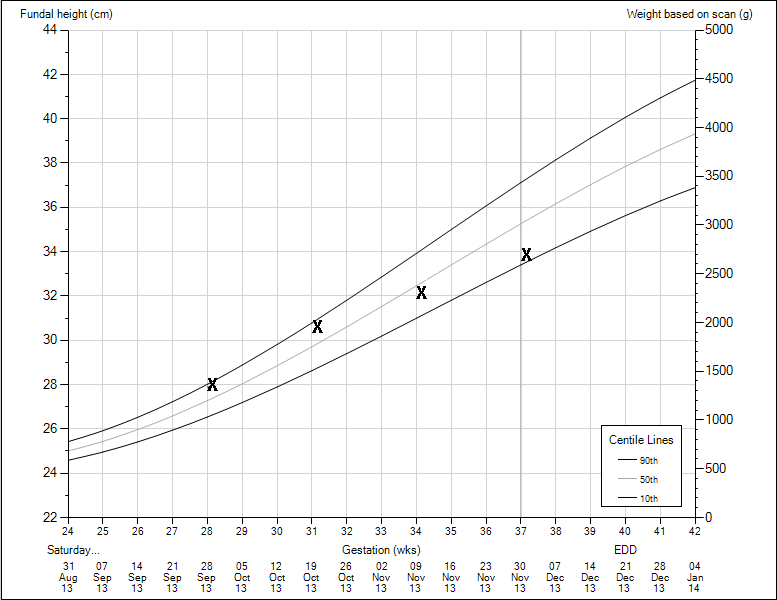 Fundal height (cm) Weight based on scan (g)
44 5000
42 4500
40 4000
38 3500
36 3000
34 2500
32 2000
30 1500
28 1000
26 500
24 0
22
X X X X
Centile Lines
90th
50th
10th
24 25 26 27 28 29 30 31 32 33 34 35 36 37 38 39 40 41 42
Saturday... Gestation (wks) EDD
31 07 14 21 28 05 12 19 26 02 09 16 23 30 07 14 21 28 04
Aug Sep Sep Sep Sep Oct Oct Oct Oct Nov Nov Nov Nov Nov Dec Dec Dec Dec Jan
13 13 13 13 13 13 13 13 13 13 13 13 13 13 13 13 13 13 14